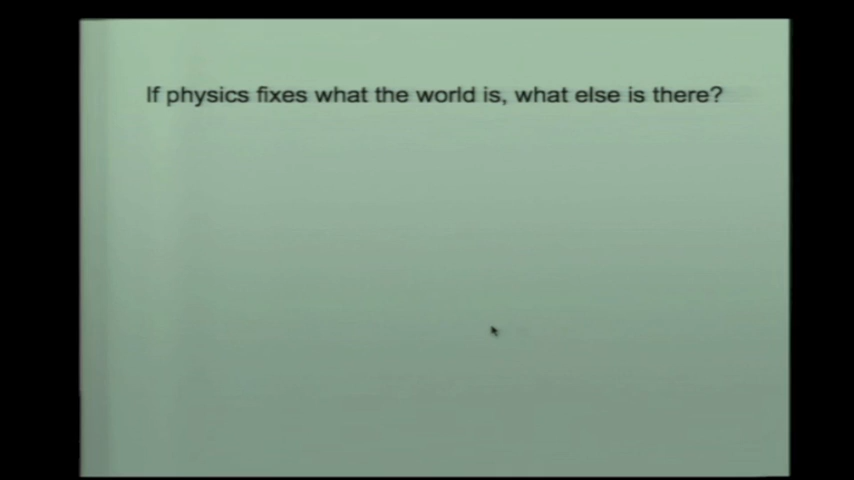 If physics fixes what the world is, what else is there?